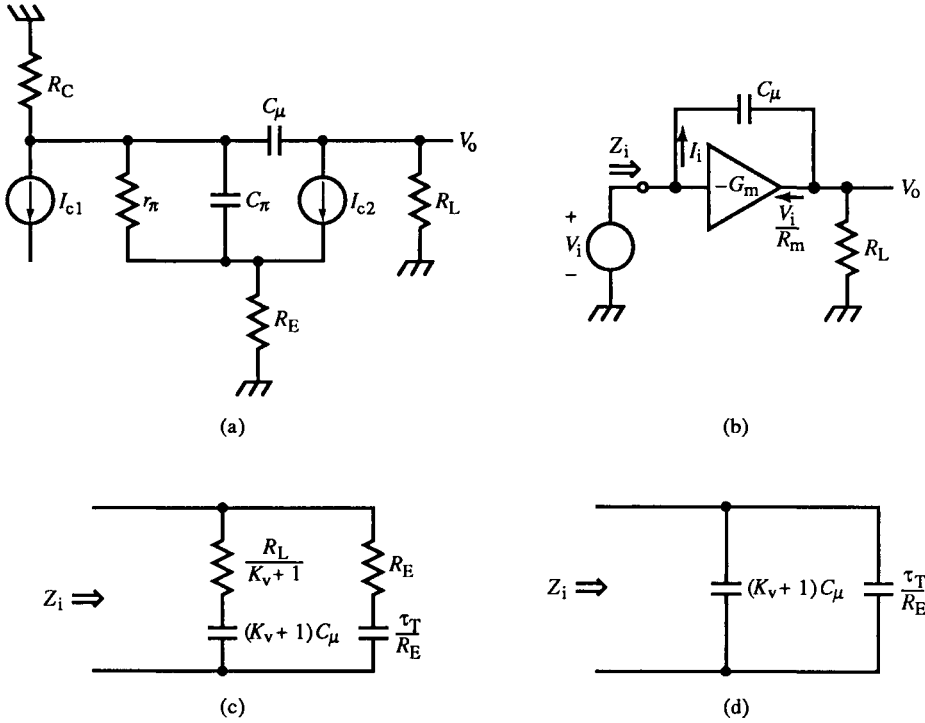 R_C
C_μ
V_o
I_c1
r_π
C_π
I_c2
R_L
R_E
(a)
C_μ
Z_i
I_i
-G_m
V_o
+
V_i
-
V_i/R_m
R_L
(b)
Z_i
R_L/(K_v + 1)
R_E
(K_v + 1)C_μ
τ_T/R_E
(c)
Z_i
(K_v + 1)C_μ
τ_T/R_E
(d)